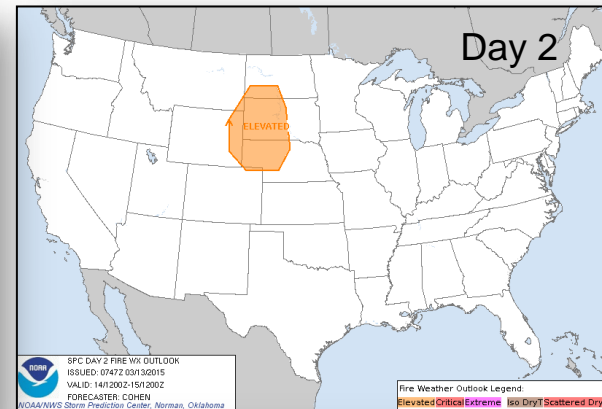 Day 2
ELEVATED
NOAA
SPC DAY 2 FIRE WX OUTLOOK
ISSUED: 0747Z 03/13/2015
VALID: 14/1200Z-15/1200Z
FORECASTER: COHEN
NOAA/NWS Storm Prediction Center, Norman, Oklahoma
Fire Weather Outlook Legend:
Elevated Critical Extreme Iso DryT Scattered Dry